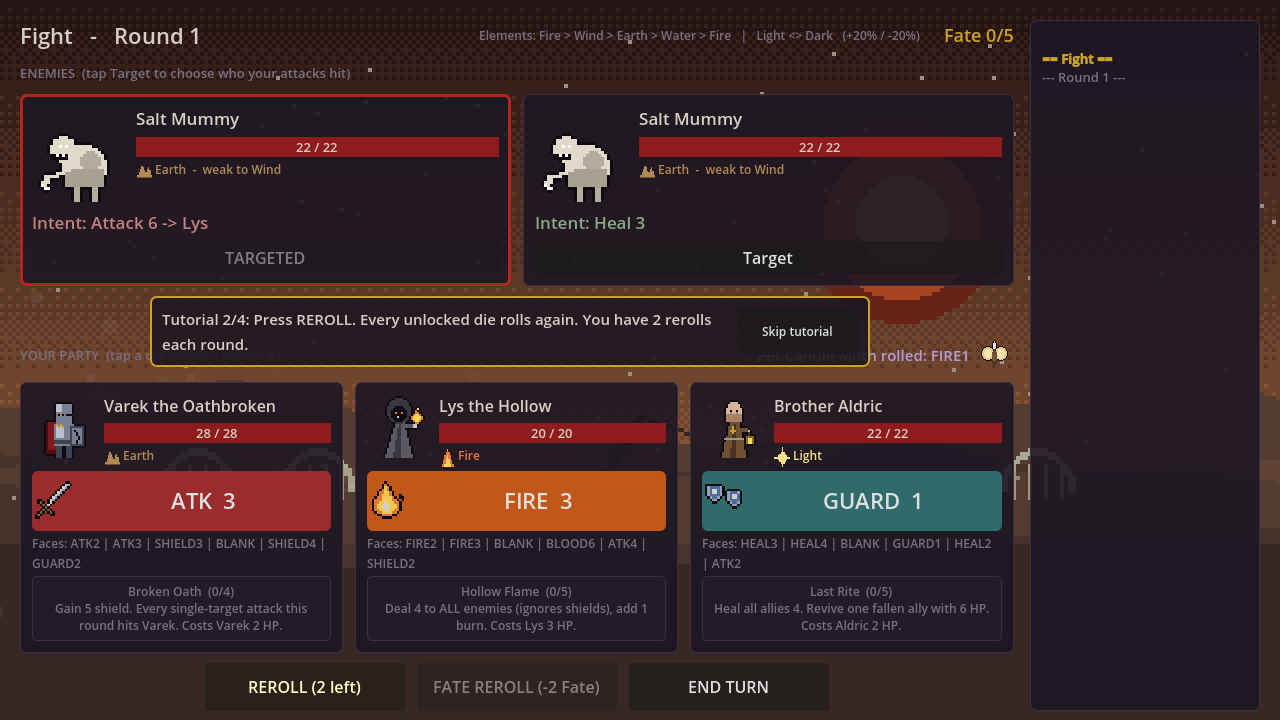 Fight - Round 1
Elements: Fire > Wind > Earth > Water > Fire | Light <> Dark (+20% / -20%)
Fate 0/5
ENEMIES (tap Target to choose who your attacks hit)
Salt Mummy
22 / 22
Earth - weak to Wind
Intent: Attack 6 -> Lys
TARGETED
Salt Mummy
22 / 22
Earth - weak to Wind
Intent: Heal 3
Target
Tutorial 2/4: Press REROLL. Every unlocked die rolls again. You have 2 rerolls
each round.
Skip tutorial
YOUR PARTY (tap a
Pet Candle Moth rolled: FIRE1
Varek the Oathbroken
28 / 28
Earth
ATK 3
Faces: ATK2 | ATK3 | SHIELD3 | BLANK | SHIELD4 |
GUARD2
Broken Oath (0/4)
Gain 5 shield. Every single-target attack this
round hits Varek. Costs Varek 2 HP.
Lys the Hollow
20 / 20
Fire
FIRE 3
Faces: FIRE2 | FIRE3 | BLANK | BLOOD6 | ATK4 |
SHIELD2
Hollow Flame (0/5)
Deal 4 to ALL enemies (ignores shields), add 1
burn. Costs Lys 3 HP.
Brother Aldric
22 / 22
Light
GUARD 1
Faces: HEAL3 | HEAL4 | BLANK | GUARD1 | HEAL2
| ATK2
Last Rite (0/5)
Heal all allies 4. Revive one fallen ally with 6 HP.
Costs Aldric 2 HP.
REROLL (2 left)
FATE REROLL (-2 Fate)
END TURN
== Fight ==
--- Round 1 ---